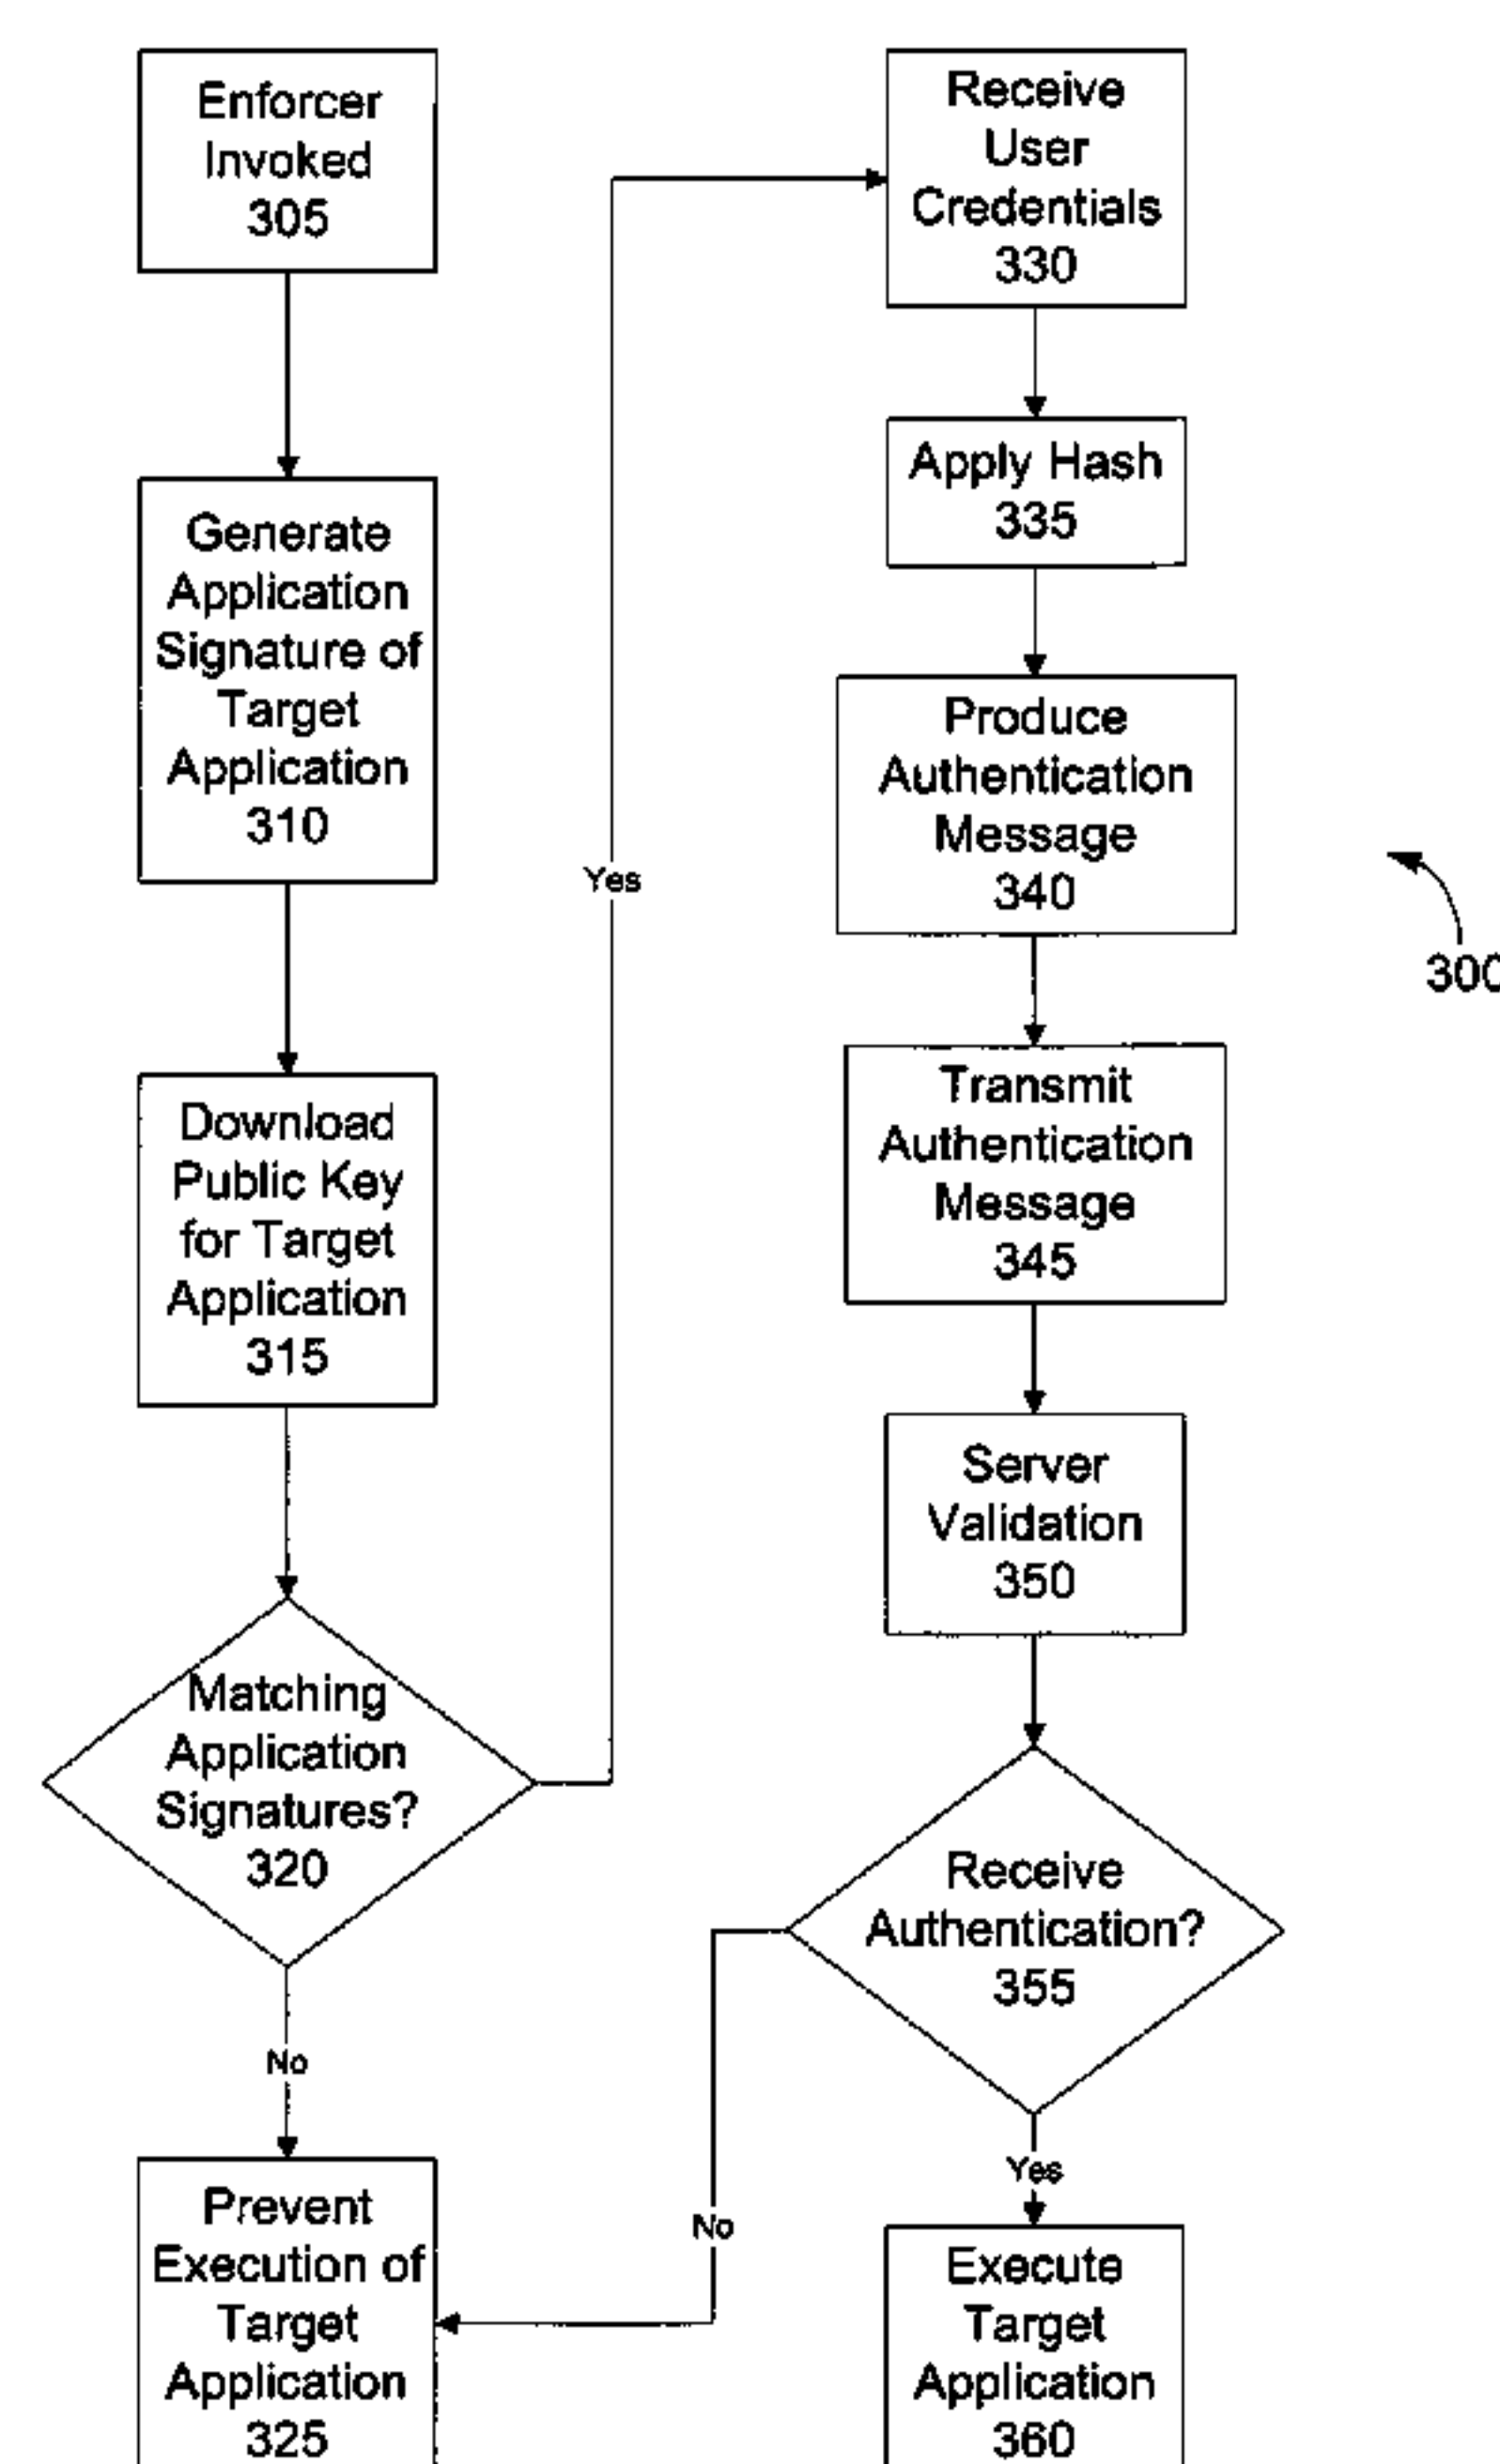 Enforcer
Invoked
305
Generate
Application
Signature of
Target
Application
310
Download
Public Key
for Target
Application
315
Matching
Application
Signatures?
320
No
Prevent
Execution of
Target
Application
325
Yes
Receive
User
Credentials
330
Apply Hash
335
Produce
Authentication
Message
340
Transmit
Authentication
Message
345
Server
Validation
350
Receive
Authentication?
355
No
Yes
Execute
Target
Application
360
300